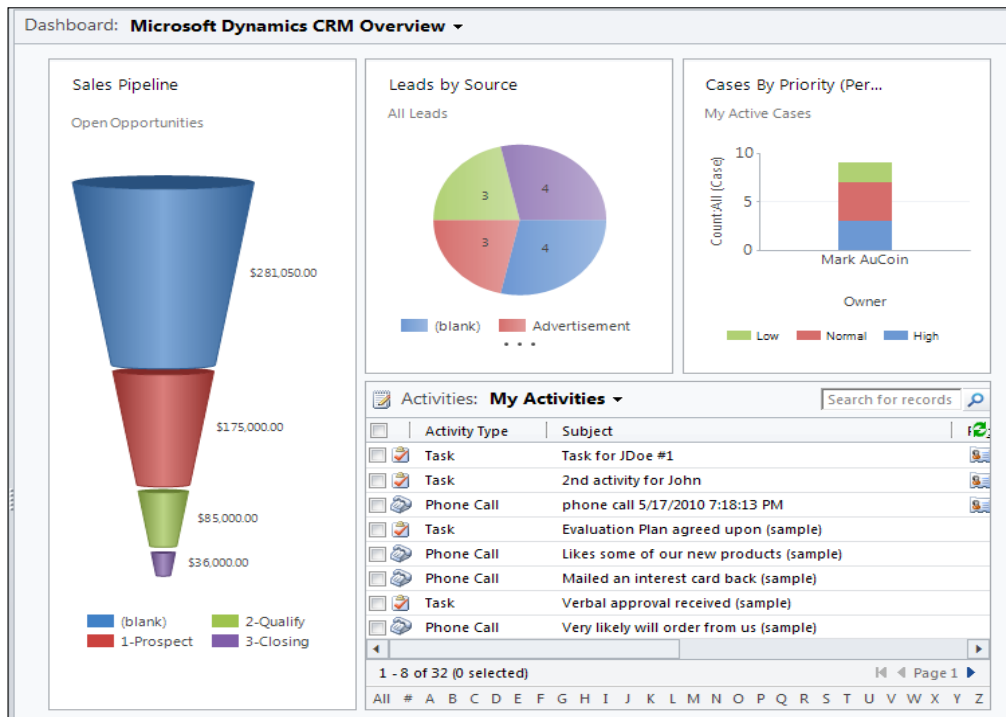 Dashboard: Microsoft Dynamics CRM Overview
Sales Pipeline
Open Opportunities
$281,050.00
$175,000.00
$85,000.00
$36,000.00
(blank) 2-Qualify
1-Prospect 3-Closing
Leads by Source
All Leads
3 4
3 4
(blank) Advertisement
Cases By Priority (Per...
My Active Cases
Count:All (Case)
10
5
0
Mark AuCoin
Owner
Low Normal High
Activities: My Activities Search for records
Activity Type Subject
Task Task for JDoe #1
Task 2nd activity for John
Phone Call phone call 5/17/2010 7:18:13 PM
Task Evaluation Plan agreed upon (sample)
Phone Call Likes some of our new products (sample)
Phone Call Mailed an interest card back (sample)
Task Verbal approval received (sample)
Phone Call Very likely will order from us (sample)
1 - 8 of 32 (0 selected) Page 1
All # A B C D E F G H I J K L M N O P Q R S T U V W X Y Z